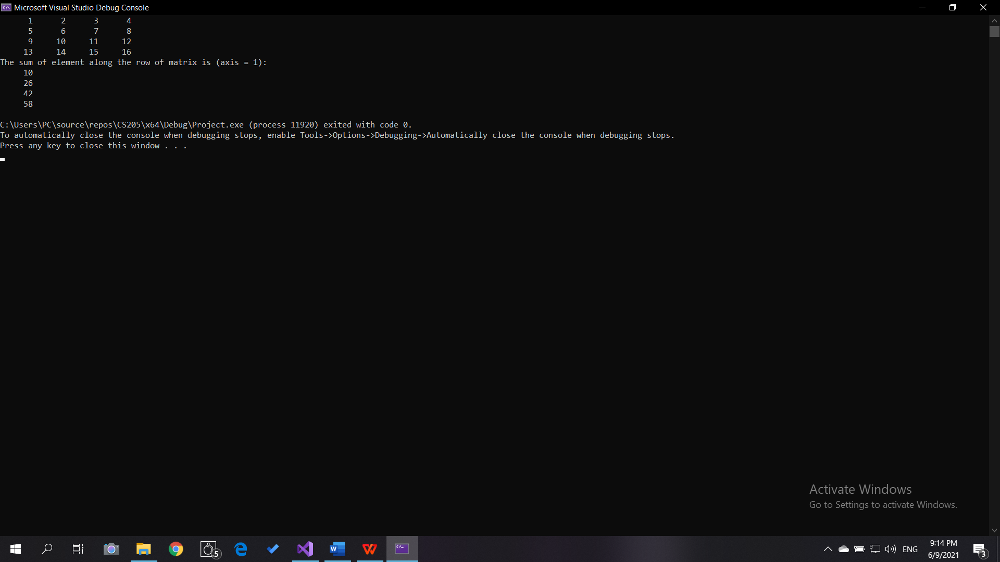 Microsoft Visual Studio Debug Console
1 2 3 4
5 6 7 8
9 10 11 12
13 14 15 16
The sum of element along the row of matrix is (axis = 1):
10
26
42
58
C:\Users\PC\source\repos\CS205\x64\Debug\Project.exe (process 11920) exited with code 0.
To automatically close the console when debugging stops, enable Tools->Options->Debugging->Automatically close the console when debugging stops.
Press any key to close this window . . .
Activate Windows
Go to Settings to activate Windows.
5
ENG
9:14 PM
6/9/2021
3